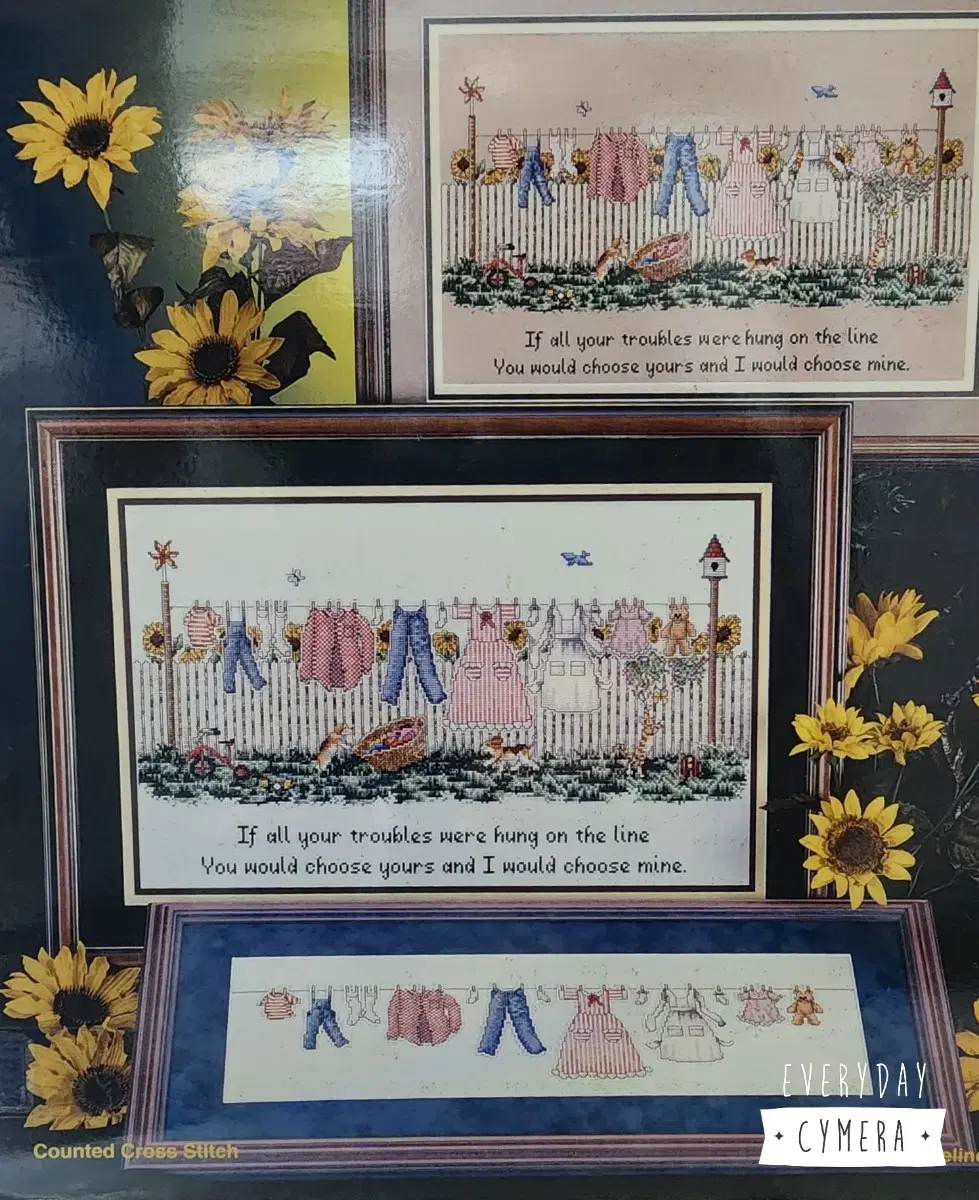 If all your troubles were hung on the line
You would choose yours and I would choose mine.
If all your troubles were hung on the line
You would choose yours and I would choose mine.
EVERYDAY
CYMERA
Counted Cross Stitch